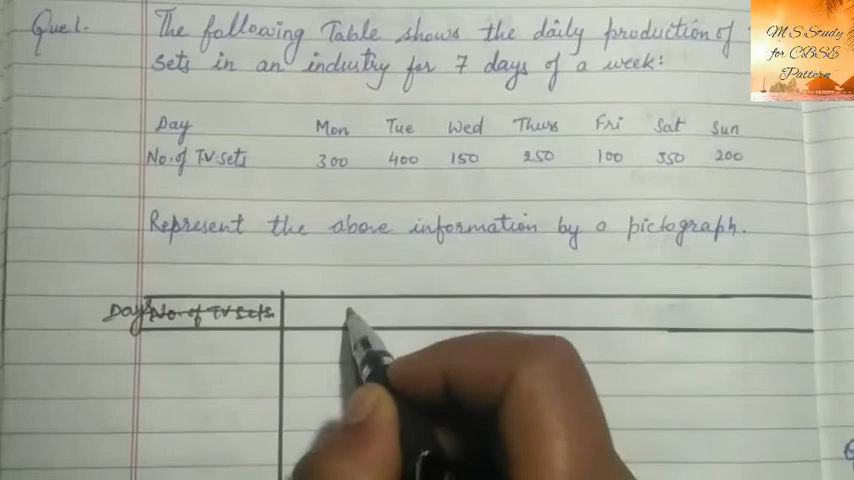 Que1. The following Table shows the daily production of
sets in an industry for 7 days of a week:
Day Mon Tue Wed Thurs Fri Sat Sun
No. of T.V. sets 300 400 150 250 100 350 200
Represent the above information by a pictograph.
Days No. of TV Sets.
M S Study
for CBSE
Pattern